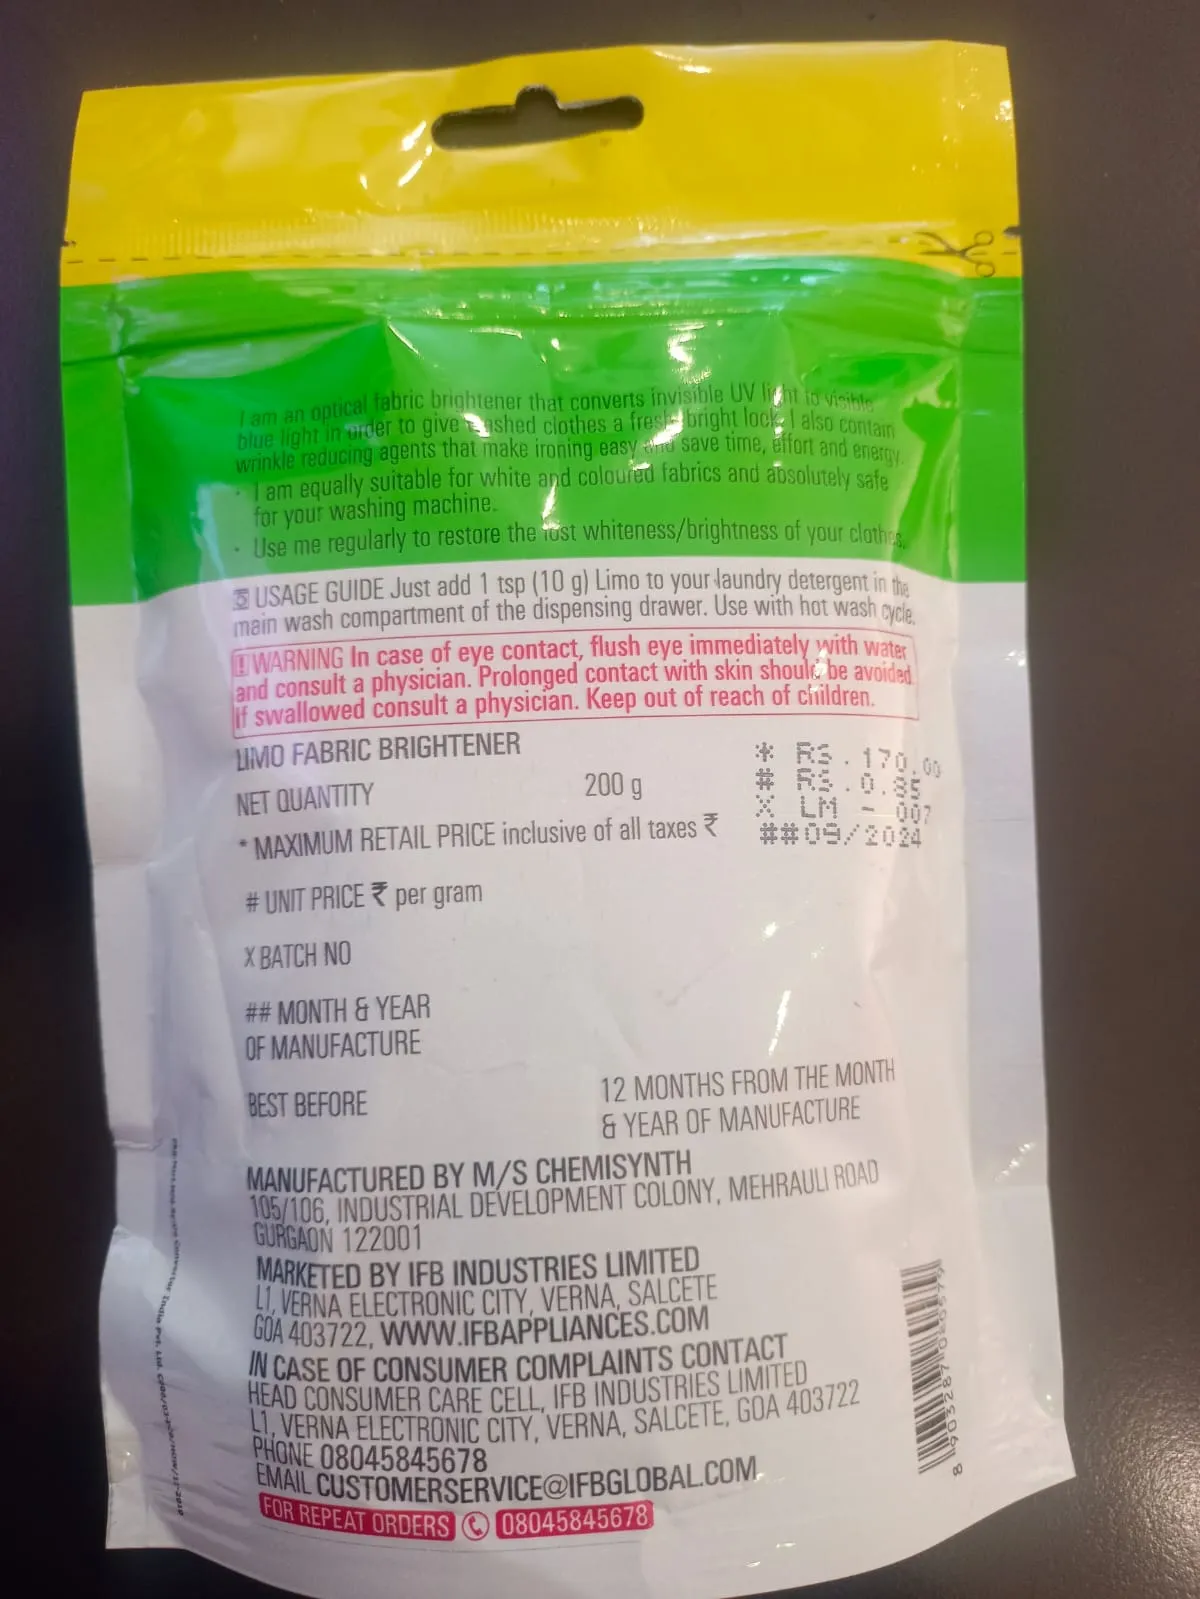 I am an optical fabric brightener that converts invisible UV light to visible
blue light in order to give washed clothes a fresh bright look. I also contain
wrinkle reducing agents that make ironing easy and save time, effort and energy.
· I am equally suitable for white and coloured fabrics and absolutely safe
for your washing machine.
· Use me regularly to restore the lost whiteness/brightness of your clothes.
USAGE GUIDE Just add 1 tsp (10 g) Limo to your laundry detergent in the
main wash compartment of the dispensing drawer. Use with hot wash cycle.
! WARNING In case of eye contact, flush eye immediately with water
and consult a physician. Prolonged contact with skin should be avoided.
If swallowed consult a physician. Keep out of reach of children.
LIMO FABRIC BRIGHTENER
NET QUANTITY 200 g
* MAXIMUM RETAIL PRICE inclusive of all taxes ₹
* RS.170.00
# RS.0.85
X LM - 007
##09/2024
# UNIT PRICE ₹ per gram
X BATCH NO
## MONTH & YEAR
OF MANUFACTURE
BEST BEFORE 12 MONTHS FROM THE MONTH
& YEAR OF MANUFACTURE
MANUFACTURED BY M/S CHEMISYNTH
105/106, INDUSTRIAL DEVELOPMENT COLONY, MEHRAULI ROAD
GURGAON 122001
MARKETED BY IFB INDUSTRIES LIMITED
L1, VERNA ELECTRONIC CITY, VERNA, SALCETE
GOA 403722, WWW.IFBAPPLIANCES.COM
IN CASE OF CONSUMER COMPLAINTS CONTACT
HEAD CONSUMER CARE CELL, IFB INDUSTRIES LIMITED
L1, VERNA ELECTRONIC CITY, VERNA, SALCETE, GOA 403722
PHONE 08045845678
EMAIL CUSTOMERSERVICE@IFBGLOBAL.COM
FOR REPEAT ORDERS 08045845678